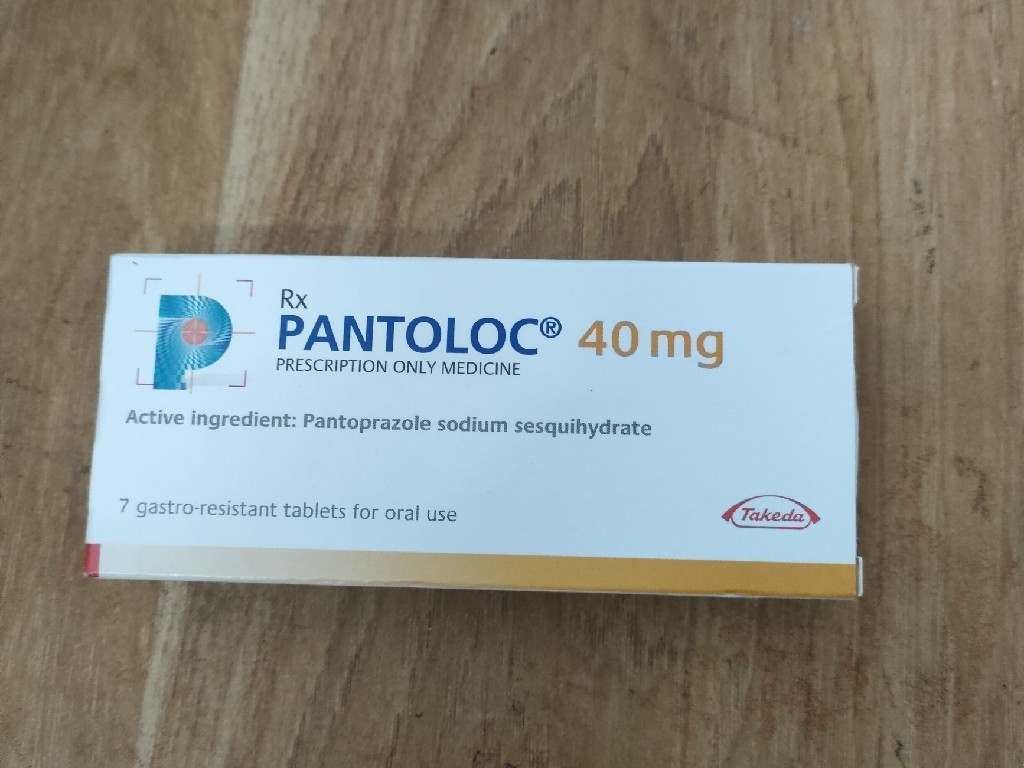 Rx
PANTOLOC® 40 mg
PRESCRIPTION ONLY MEDICINE
Active ingredient: Pantoprazole sodium sesquihydrate
7 gastro-resistant tablets for oral use
Takeda